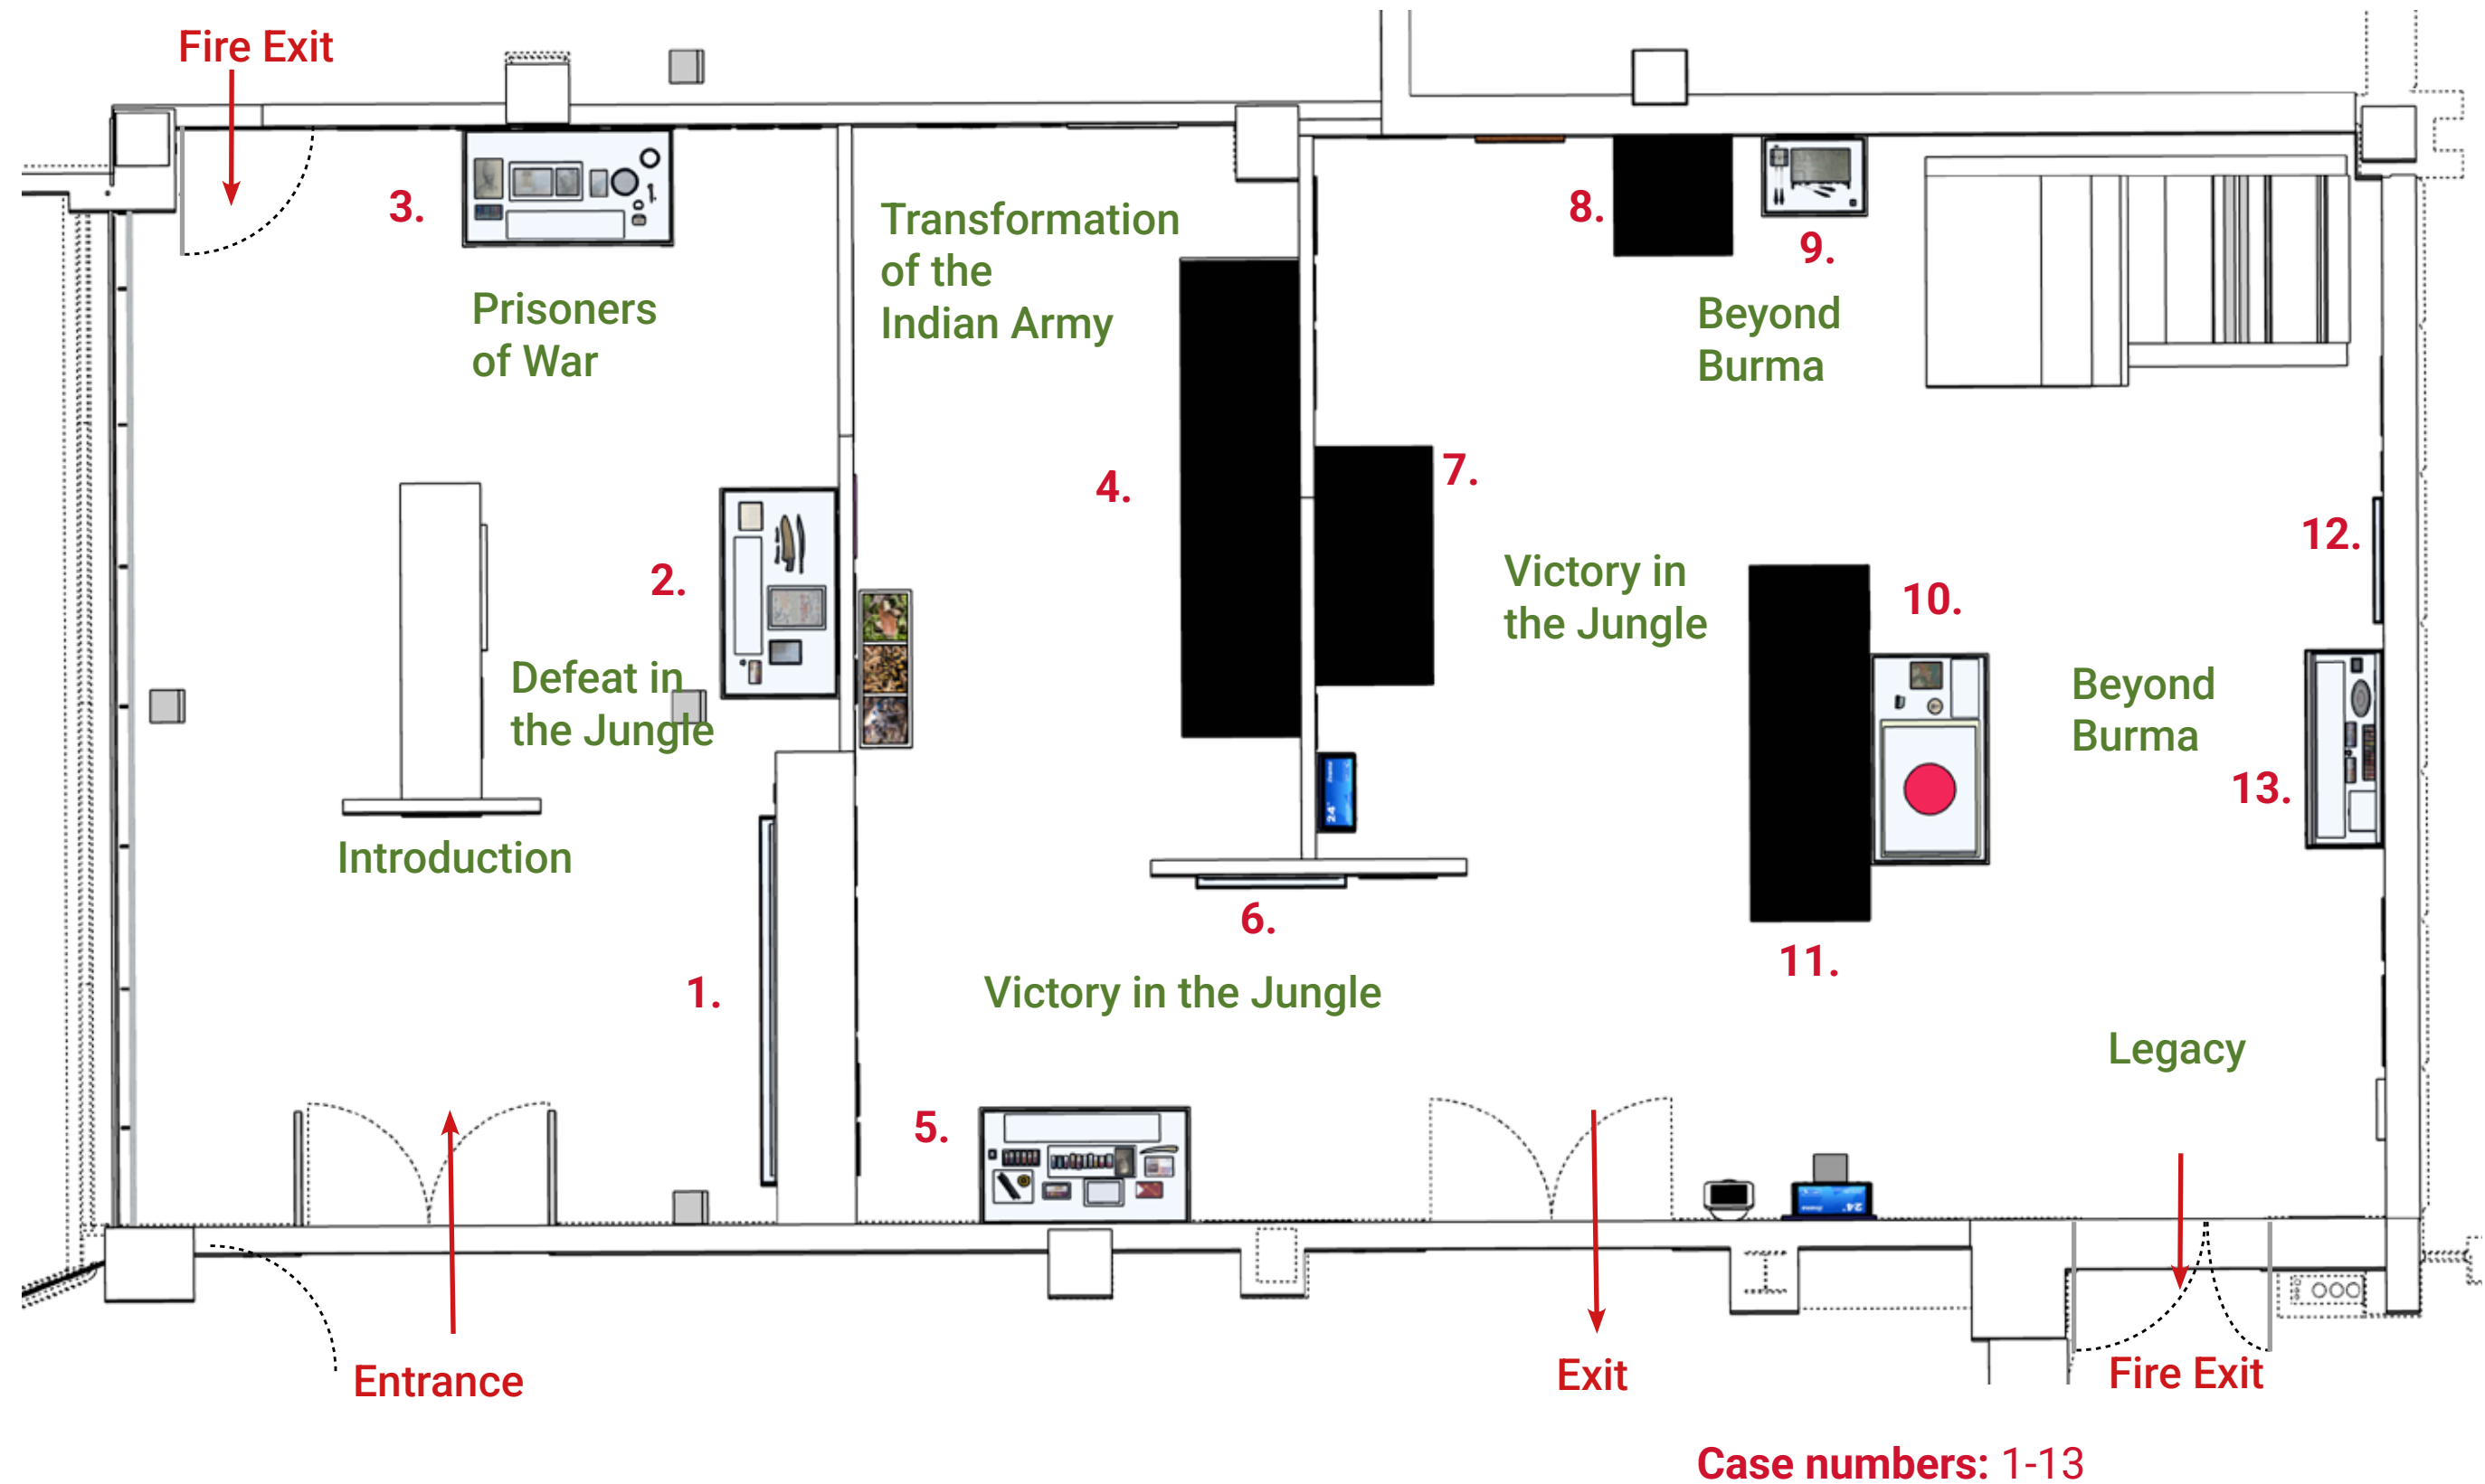 Fire Exit
3.
Prisoners
of War
Transformation
of the
Indian Army
8.
9.
Beyond
Burma
4.
7.
2.
Defeat in
the Jungle
Victory in
the Jungle
12.
10.
Beyond
Burma
13.
24"
Introduction
6.
11.
1.
Victory in the Jungle
Legacy
5.
24"
Entrance
Exit
Fire Exit
Case numbers: 1-13